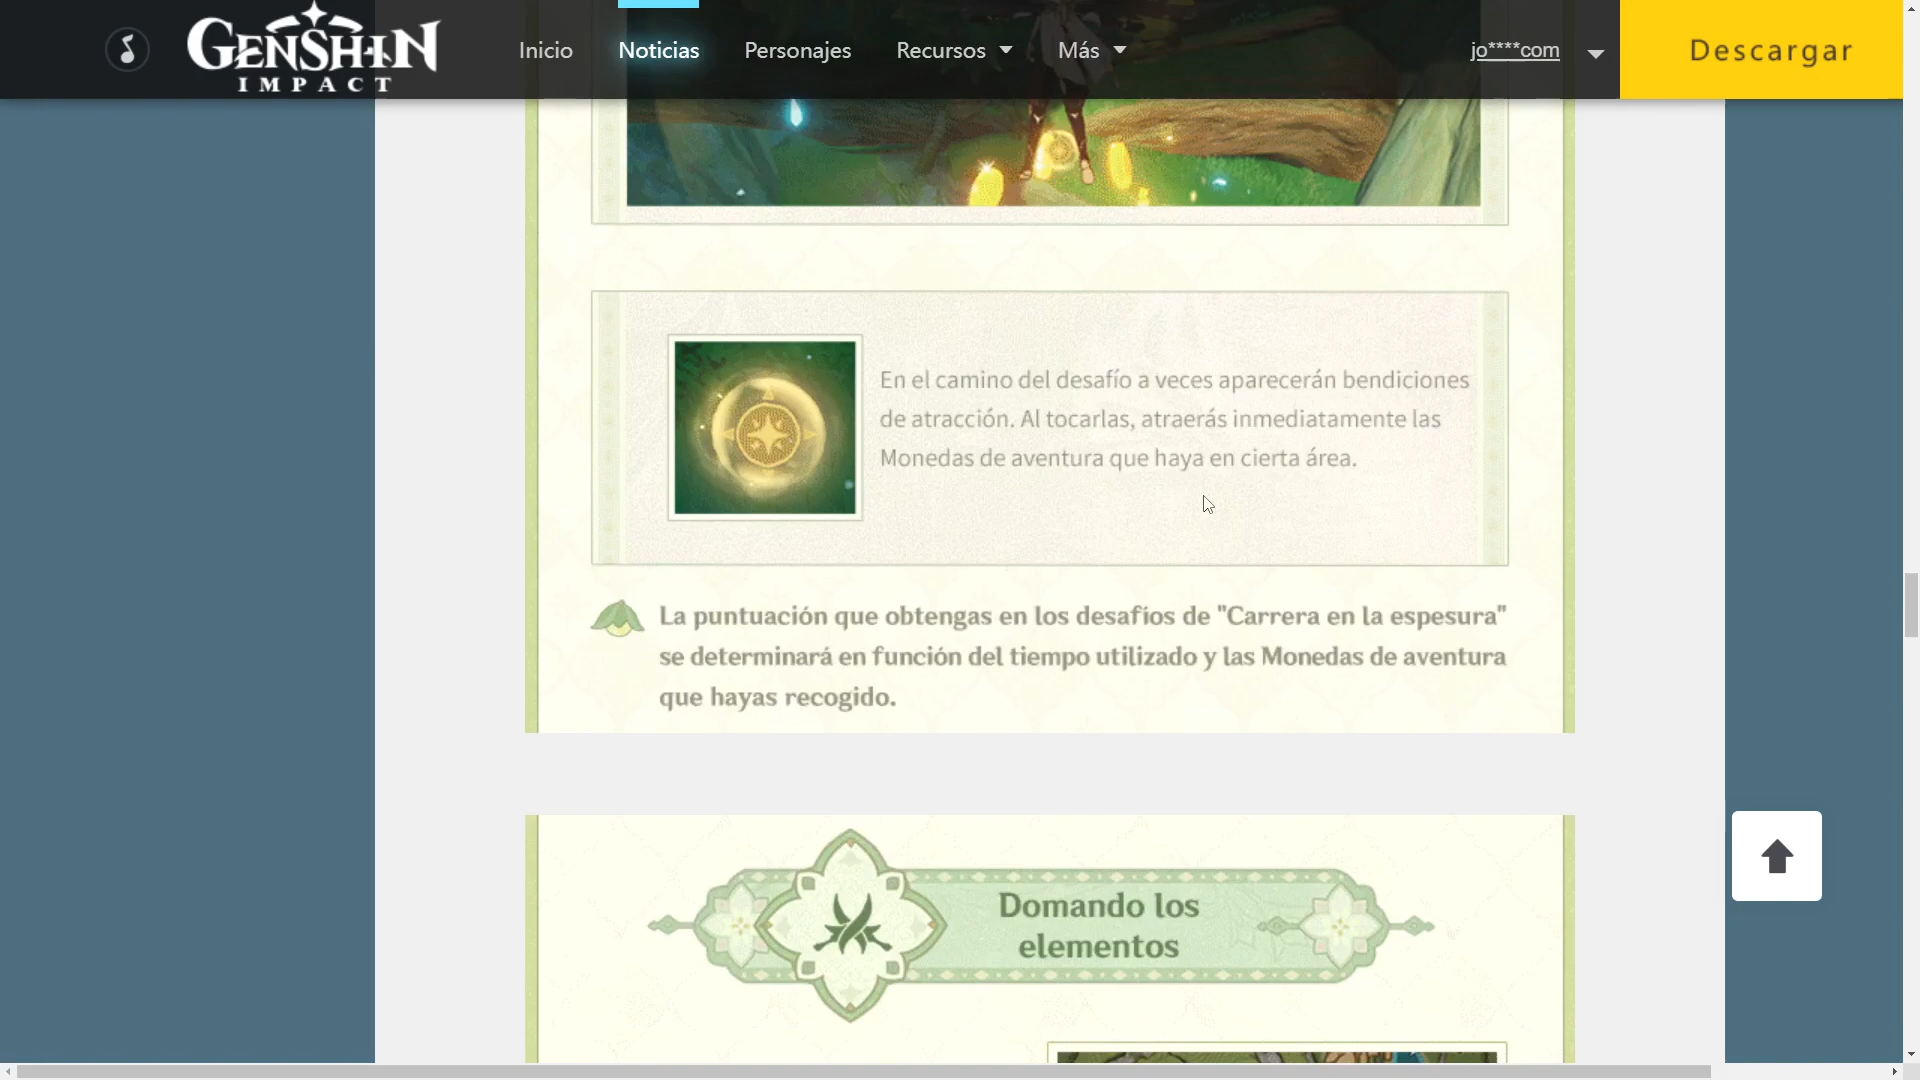 GENSHIN
IMPACT
Inicio
Noticias
Personajes
Recursos
Más
jo****com
Descargar
En el camino del desafío a veces aparecerán bendiciones
de atracción. Al tocarlas, atraerás inmediatamente las
Monedas de aventura que haya en cierta área.
La puntuación que obtengas en los desafíos de "Carrera en la espesura"
se determinará en función del tiempo utilizado y las Monedas de aventura
que hayas recogido.
Domando los
elementos